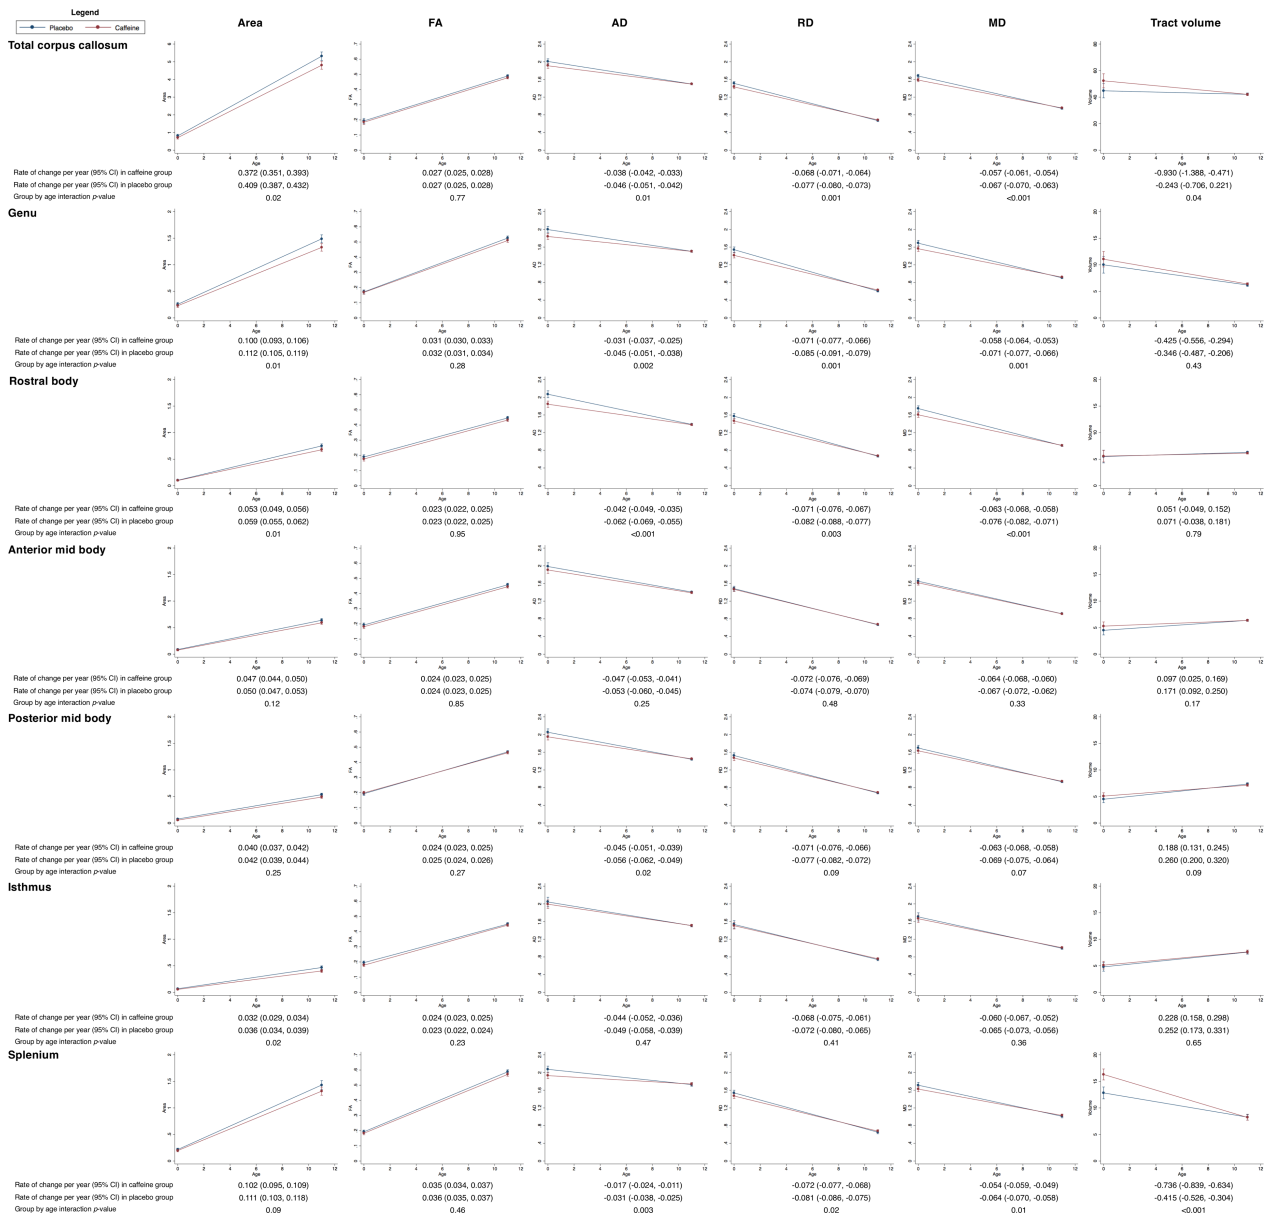 Legend
Placebo Caffeine
Area FA AD RD MD Tract volume
Total corpus callosum
Rate of change per year (95% CI) in caffeine group 0.372 (0.351, 0.393) 0.027 (0.025, 0.028) -0.038 (-0.042, -0.033) -0.068 (-0.071, -0.064) -0.057 (-0.061, -0.054) -0.930 (-1.388, -0.471)
Rate of change per year (95% CI) in placebo group 0.409 (0.387, 0.432) 0.027 (0.025, 0.028) -0.046 (-0.051, -0.042) -0.077 (-0.080, -0.073) -0.067 (-0.070, -0.063) -0.243 (-0.706, 0.221)
Group by age interaction p-value 0.02 0.77 0.01 0.001 <0.001 0.04
Genu
Rate of change per year (95% CI) in caffeine group 0.100 (0.093, 0.106) 0.031 (0.030, 0.033) -0.031 (-0.037, -0.025) -0.071 (-0.077, -0.066) -0.058 (-0.064, -0.053) -0.425 (-0.556, -0.294)
Rate of change per year (95% CI) in placebo group 0.112 (0.105, 0.119) 0.032 (0.031, 0.034) -0.045 (-0.051, -0.038) -0.085 (-0.091, -0.079) -0.071 (-0.077, -0.066) -0.346 (-0.487, -0.206)
Group by age interaction p-value 0.01 0.28 0.002 0.001 0.001 0.43
Rostral body
Rate of change per year (95% CI) in caffeine group 0.053 (0.049, 0.056) 0.023 (0.022, 0.025) -0.042 (-0.049, -0.035) -0.071 (-0.076, -0.067) -0.063 (-0.068, -0.058) 0.051 (-0.049, 0.152)
Rate of change per year (95% CI) in placebo group 0.059 (0.055, 0.062) 0.023 (0.022, 0.025) -0.062 (-0.069, -0.055) -0.082 (-0.088, -0.077) -0.076 (-0.082, -0.071) 0.071 (-0.038, 0.181)
Group by age interaction p-value 0.01 0.95 <0.001 0.003 <0.001 0.79
Anterior mid body
Rate of change per year (95% CI) in caffeine group 0.047 (0.044, 0.050) 0.024 (0.023, 0.025) -0.047 (-0.053, -0.041) -0.072 (-0.076, -0.069) -0.064 (-0.068, -0.060) 0.097 (0.025, 0.169)
Rate of change per year (95% CI) in placebo group 0.050 (0.047, 0.053) 0.024 (0.023, 0.025) -0.053 (-0.060, -0.045) -0.074 (-0.079, -0.070) -0.067 (-0.072, -0.062) 0.171 (0.092, 0.250)
Group by age interaction p-value 0.12 0.85 0.25 0.48 0.33 0.17
Posterior mid body
Rate of change per year (95% CI) in caffeine group 0.040 (0.037, 0.042) 0.024 (0.023, 0.025) -0.045 (-0.051, -0.039) -0.071 (-0.076, -0.066) -0.063 (-0.068, -0.058) 0.188 (0.131, 0.245)
Rate of change per year (95% CI) in placebo group 0.042 (0.039, 0.044) 0.025 (0.024, 0.026) -0.056 (-0.062, -0.049) -0.077 (-0.082, -0.072) -0.069 (-0.075, -0.064) 0.260 (0.200, 0.320)
Group by age interaction p-value 0.25 0.27 0.02 0.09 0.07 0.09
Isthmus
Rate of change per year (95% CI) in caffeine group 0.032 (0.029, 0.034) 0.024 (0.023, 0.025) -0.044 (-0.052, -0.036) -0.068 (-0.075, -0.061) -0.060 (-0.067, -0.052) 0.228 (0.158, 0.298)
Rate of change per year (95% CI) in placebo group 0.036 (0.034, 0.039) 0.023 (0.022, 0.024) -0.049 (-0.058, -0.039) -0.072 (-0.080, -0.065) -0.065 (-0.073, -0.056) 0.252 (0.173, 0.331)
Group by age interaction p-value 0.02 0.23 0.47 0.41 0.36 0.65
Splenium
Rate of change per year (95% CI) in caffeine group 0.102 (0.095, 0.109) 0.035 (0.034, 0.037) -0.017 (-0.024, -0.011) -0.072 (-0.077, -0.068) -0.054 (-0.059, -0.049) -0.736 (-0.839, -0.634)
Rate of change per year (95% CI) in placebo group 0.111 (0.103, 0.118) 0.036 (0.035, 0.037) -0.031 (-0.038, -0.025) -0.081 (-0.086, -0.075) -0.064 (-0.070, -0.058) -0.415 (-0.526, -0.304)
Group by age interaction p-value 0.09 0.46 0.003 0.02 0.01 <0.001